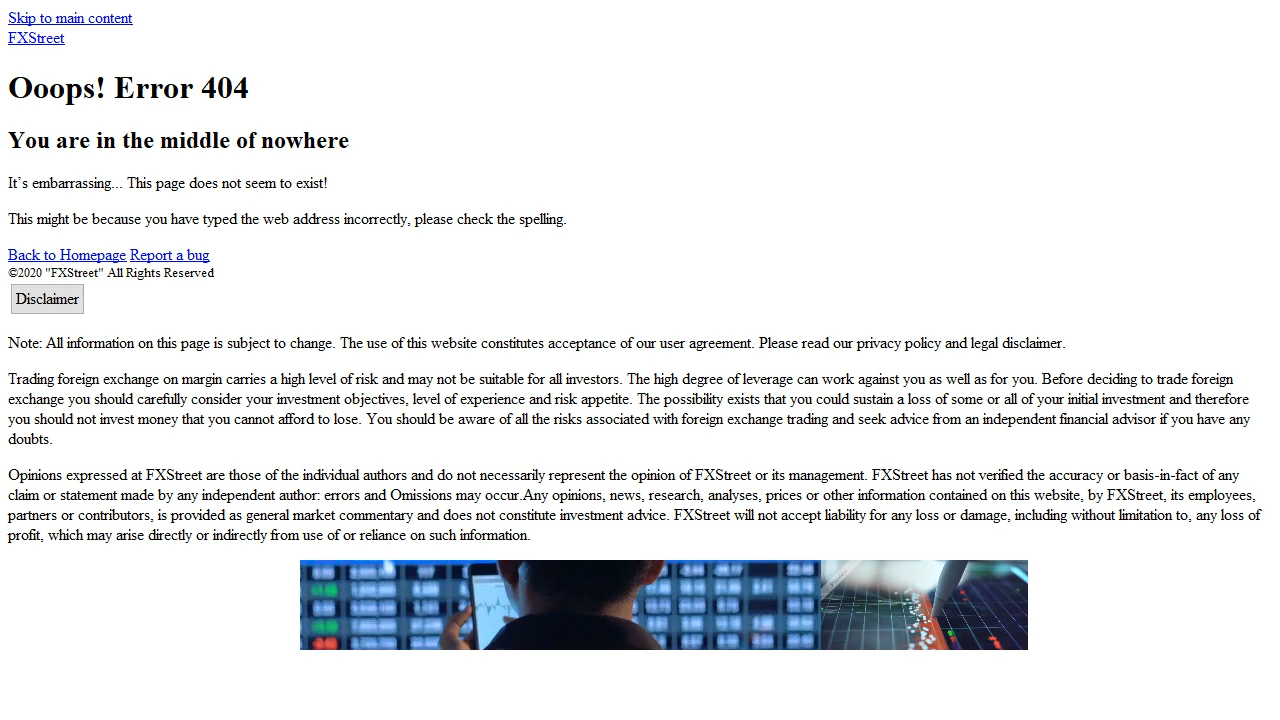 Skip to main content
FXStreet
Ooops! Error 404
You are in the middle of nowhere
It’s embarrassing... This page does not seem to exist!
This might be because you have typed the web address incorrectly, please check the spelling.
Back to Homepage Report a bug
©2020 "FXStreet" All Rights Reserved
Disclaimer
Note: All information on this page is subject to change. The use of this website constitutes acceptance of our user agreement. Please read our privacy policy and legal disclaimer.
Trading foreign exchange on margin carries a high level of risk and may not be suitable for all investors. The high degree of leverage can work against you as well as for you. Before deciding to trade foreign
exchange you should carefully consider your investment objectives, level of experience and risk appetite. The possibility exists that you could sustain a loss of some or all of your initial investment and therefore
you should not invest money that you cannot afford to lose. You should be aware of all the risks associated with foreign exchange trading and seek advice from an independent financial advisor if you have any
doubts.
Opinions expressed at FXStreet are those of the individual authors and do not necessarily represent the opinion of FXStreet or its management. FXStreet has not verified the accuracy or basis-in-fact of any
claim or statement made by any independent author: errors and Omissions may occur.Any opinions, news, research, analyses, prices or other information contained on this website, by FXStreet, its employees,
partners or contributors, is provided as general market commentary and does not constitute investment advice. FXStreet will not accept liability for any loss or damage, including without limitation to, any loss of
profit, which may arise directly or indirectly from use of or reliance on such information.